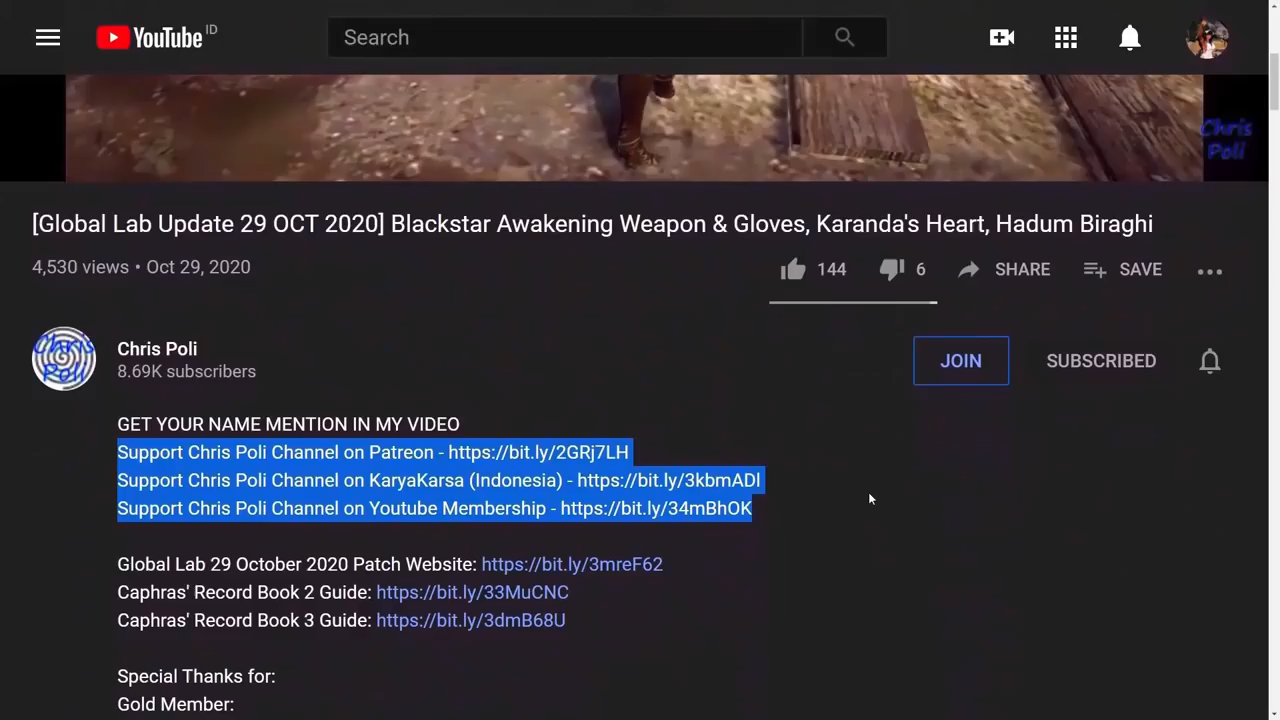 YouTube ID
Search
Chris
Poli
[Global Lab Update 29 OCT 2020] Blackstar Awakening Weapon & Gloves, Karanda's Heart, Hadum Biraghi
4,530 views • Oct 29, 2020
144
6
SHARE
SAVE
Chris Poli
Chris Poli
8.69K subscribers
JOIN
SUBSCRIBED
GET YOUR NAME MENTION IN MY VIDEO
Support Chris Poli Channel on Patreon - https://bit.ly/2GRj7LH
Support Chris Poli Channel on KaryaKarsa (Indonesia) - https://bit.ly/3kbmADl
Support Chris Poli Channel on Youtube Membership - https://bit.ly/34mBhOK
Global Lab 29 October 2020 Patch Website: https://bit.ly/3mreF62
Caphras' Record Book 2 Guide: https://bit.ly/33MuCNC
Caphras' Record Book 3 Guide: https://bit.ly/3dmB68U
Special Thanks for:
Gold Member: